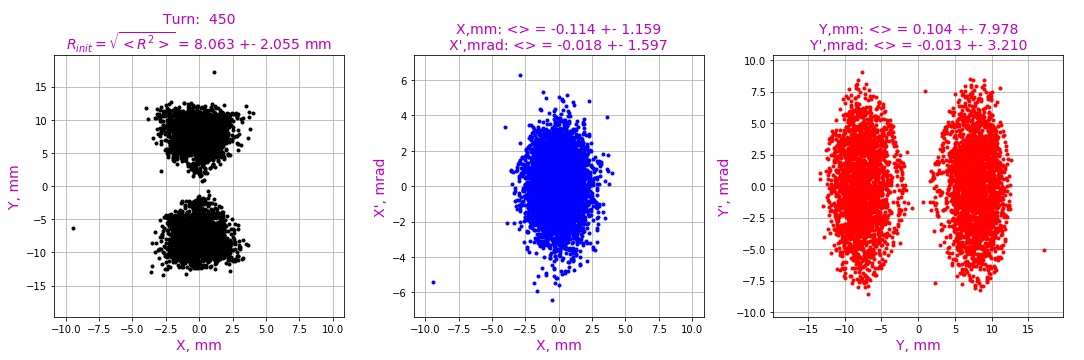 Turn:  450
R_init = √<R²> = 8.063 +- 2.055 mm
Y, mm
15
10
5
0
−5
−10
−15
−10.0 −7.5 −5.0 −2.5 0.0 2.5 5.0 7.5 10.0
X, mm
X,mm: <> = -0.114 +- 1.159
X',mrad: <> = -0.018 +- 1.597
X', mrad
6
4
2
0
−2
−4
−6
−10.0 −7.5 −5.0 −2.5 0.0 2.5 5.0 7.5 10.0
X, mm
Y,mm: <> = 0.104 +- 7.978
Y',mrad: <> = -0.013 +- 3.210
Y', mrad
10.0
7.5
5.0
2.5
0.0
−2.5
−5.0
−7.5
−10.0
−15 −10 −5 0 5 10 15
Y, mm